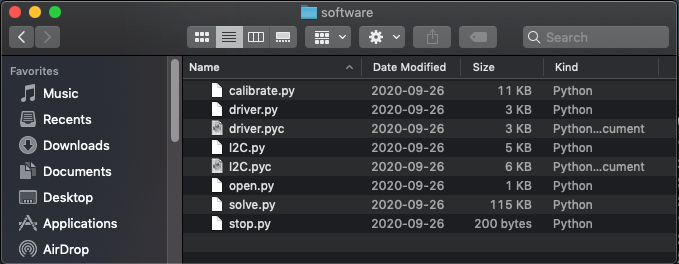 software
Search
Favorites
Music
Recents
Downloads
Documents
Desktop
Applications
AirDrop
Name Date Modified Size Kind
calibrate.py 2020-09-26 11 KB Python
driver.py 2020-09-26 3 KB Python
driver.pyc 2020-09-26 3 KB Python...cument
I2C.py 2020-09-26 5 KB Python
I2C.pyc 2020-09-26 6 KB Python...cument
open.py 2020-09-26 1 KB Python
solve.py 2020-09-26 115 KB Python
stop.py 2020-09-26 200 bytes Python